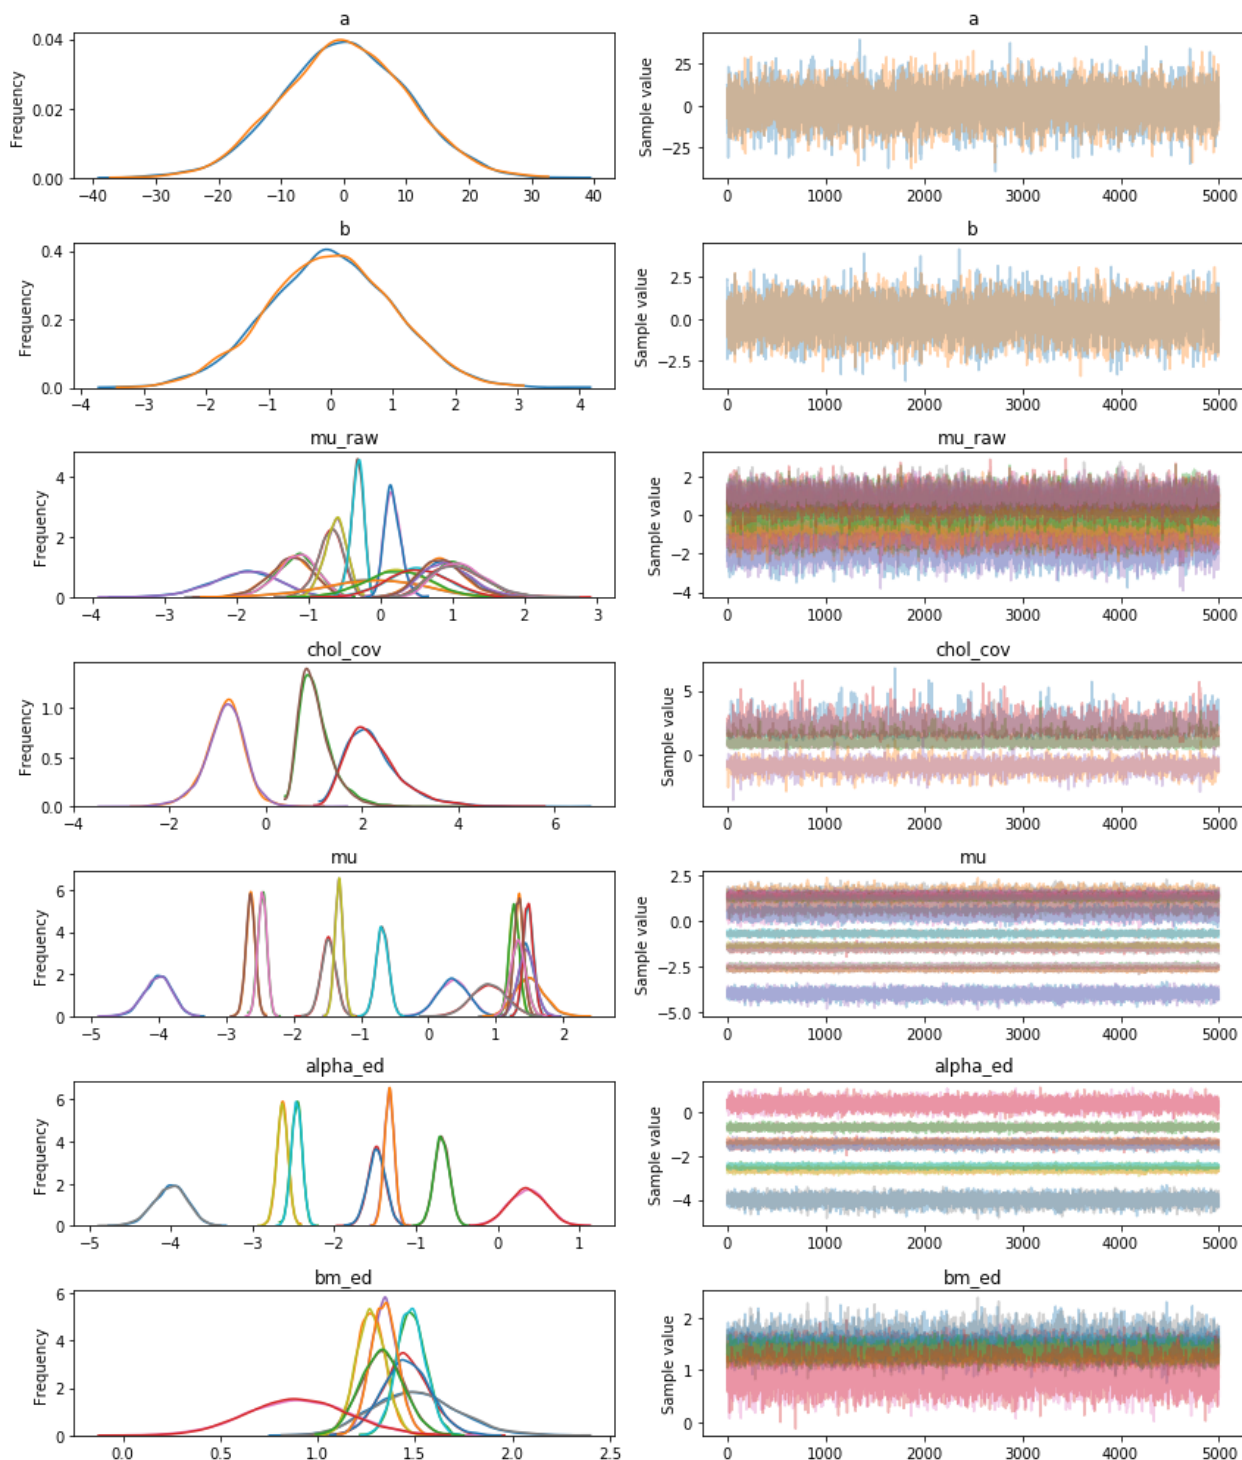 a a
Frequency 0.04 0.02 0.00 Sample value 25 0 −25
−40 −30 −20 −10 0 10 20 30 40 0 1000 2000 3000 4000 5000
b b
Frequency 0.4 0.2 0.0 Sample value 2.5 0.0 −2.5
−4 −3 −2 −1 0 1 2 3 4 0 1000 2000 3000 4000 5000
mu_raw mu_raw
Frequency 4 2 0 Sample value 2 0 −2 −4
−4 −3 −2 −1 0 1 2 3 0 1000 2000 3000 4000 5000
chol_cov chol_cov
Frequency 1.0 0.5 0.0 Sample value 5 0
−4 −2 0 2 4 6 0 1000 2000 3000 4000 5000
mu mu
Frequency 6 4 2 0 Sample value 2.5 0.0 −2.5 −5.0
−5 −4 −3 −2 −1 0 1 2 0 1000 2000 3000 4000 5000
alpha_ed alpha_ed
Frequency 6 4 2 0 Sample value 0 −2 −4
−5 −4 −3 −2 −1 0 1 0 1000 2000 3000 4000 5000
bm_ed bm_ed
Frequency 6 4 2 0 Sample value 2 1 0
0.0 0.5 1.0 1.5 2.0 2.5 0 1000 2000 3000 4000 5000